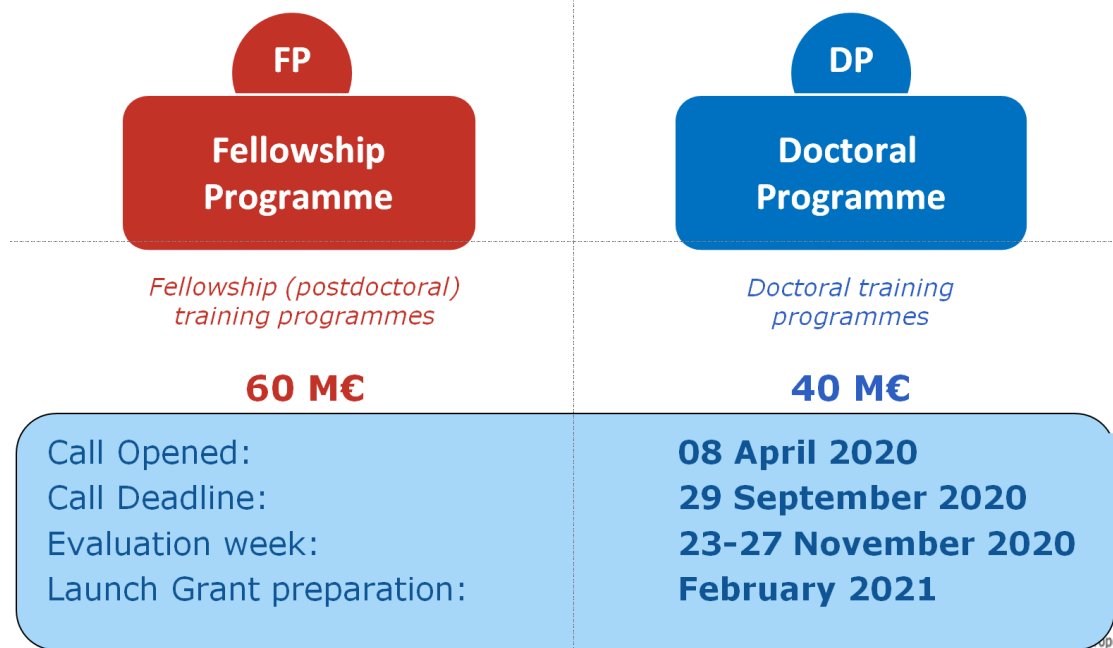 FP
Fellowship
Programme
DP
Doctoral
Programme
Fellowship (postdoctoral)
training programmes
Doctoral training
programmes
60 M€
40 M€
Call Opened: 08 April 2020
Call Deadline: 29 September 2020
Evaluation week: 23-27 November 2020
Launch Grant preparation: February 2021